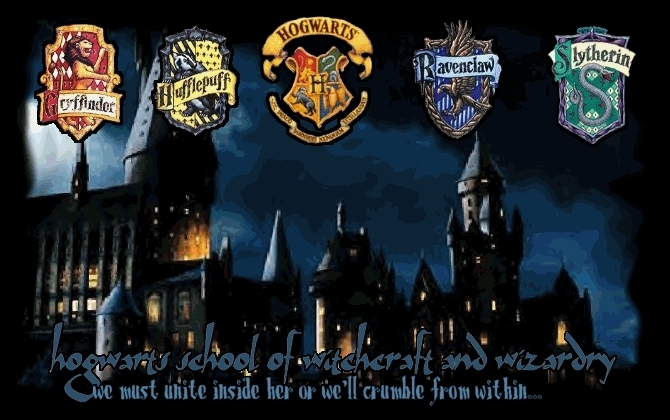 Gryffindor
Hufflepuff
HOGWARTS
Ravenclaw
Slytherin
H
hogwarts school of witchcraft and wizardry
we must unite inside her or we'll crumble from within...